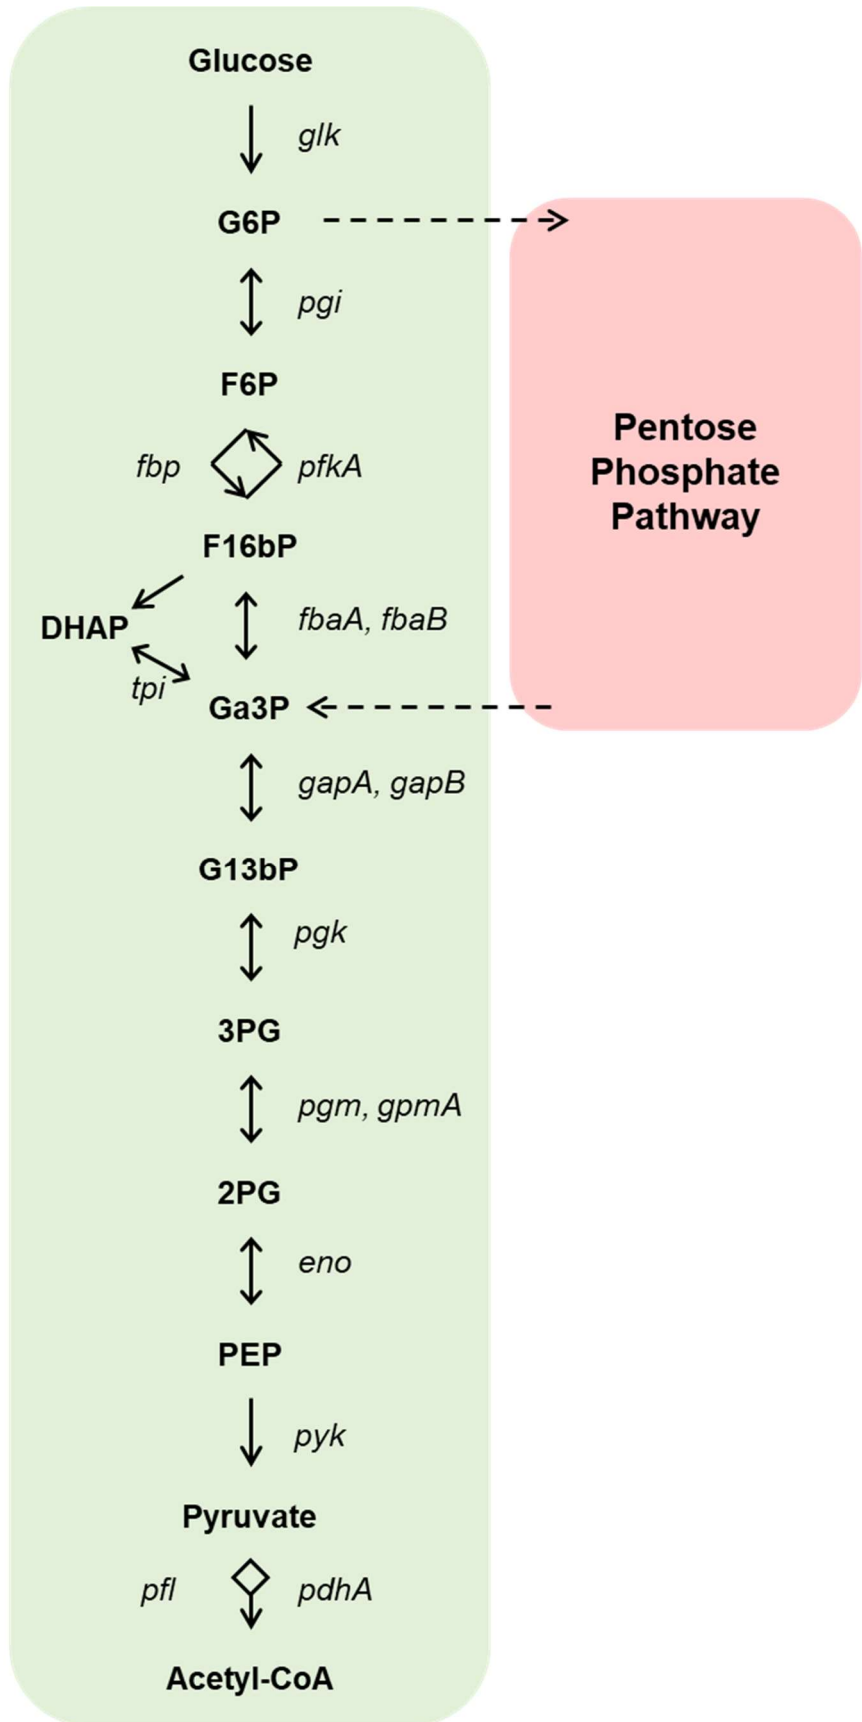 Glucose
glk
G6P
pgi
F6P
fbp
pfkA
F16bP
DHAP
fbaA, fbaB
tpi
Ga3P
gapA, gapB
G13bP
pgk
3PG
pgm, gpmA
2PG
eno
PEP
pyk
Pyruvate
pfl
pdhA
Acetyl-CoA
Pentose
Phosphate
Pathway